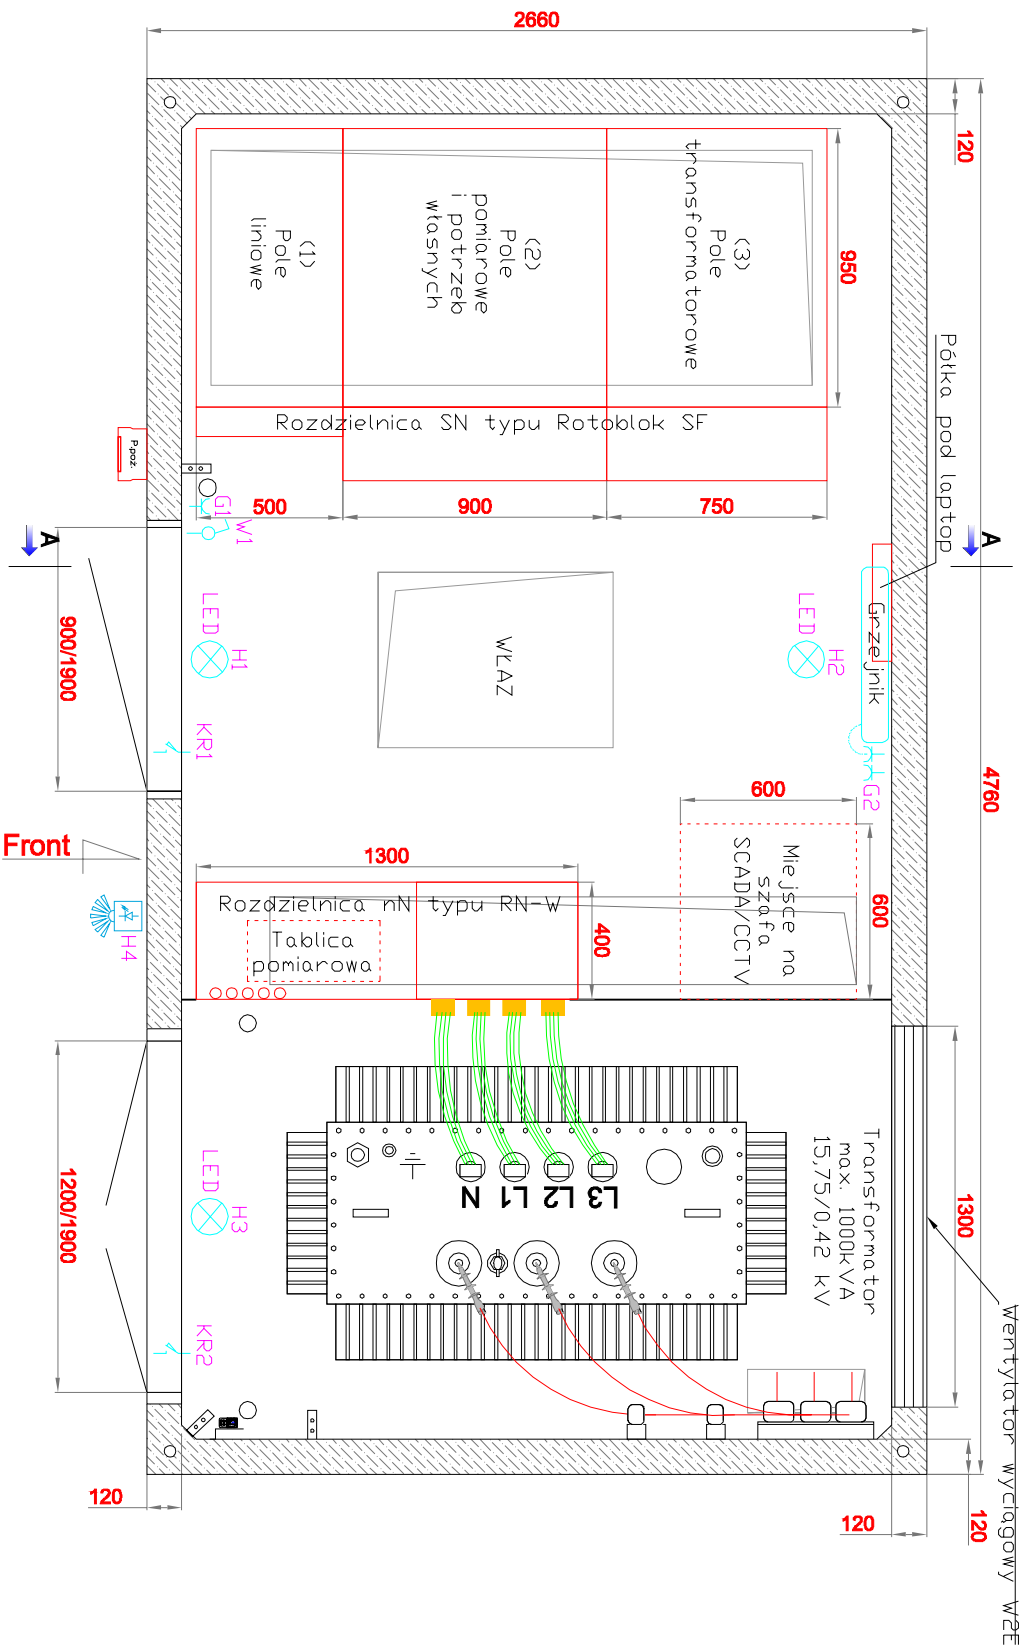 2660
120
4760
950
(3)
Pole
transformatorowe
(2)
Pole
pomiarowe
i potrzeb
własnych
(1)
Pole
liniowe
Rozdzielnica SN typu Rotoblok SF
Półka pod laptop
P.poż.
500
900
750
G1
W1
A
A
900/1900
LED
H1
LED
H2
Grzejnik
WŁAZ
KR1
G2
600
600
Miejsce na
szafa
SCADA/CCTV
Front
H4
1300
400
Rozdzielnica nN typu RN-W
Tablica
pomiarowa
Transformator
max. 1000kVA
15,75/0,42 kV
1300
N
L1
L2
L3
1200/1900
LED
H3
KR2
Wentylator wyciągowy W2E
120
120
120